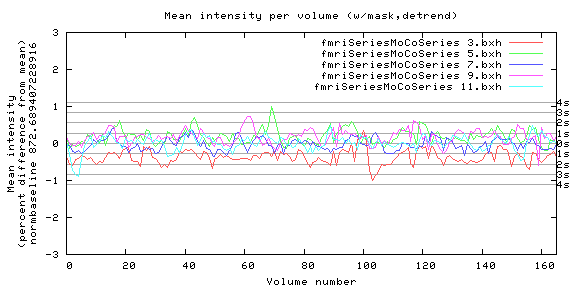 Mean intensity per volume (w/mask,detrend)
fmriSeriesMoCoSeries 3.bxh
fmriSeriesMoCoSeries 5.bxh
fmriSeriesMoCoSeries 7.bxh
fmriSeriesMoCoSeries 9.bxh
fmriSeriesMoCoSeries 11.bxh
Mean intensity
(percent difference from mean)
normbaseline 872.689407228916
3
2
1
0
-1
-2
-3
4s
3s
2s
1s
0s
1s
2s
3s
4s
0 20 40 60 80 100 120 140 160
Volume number